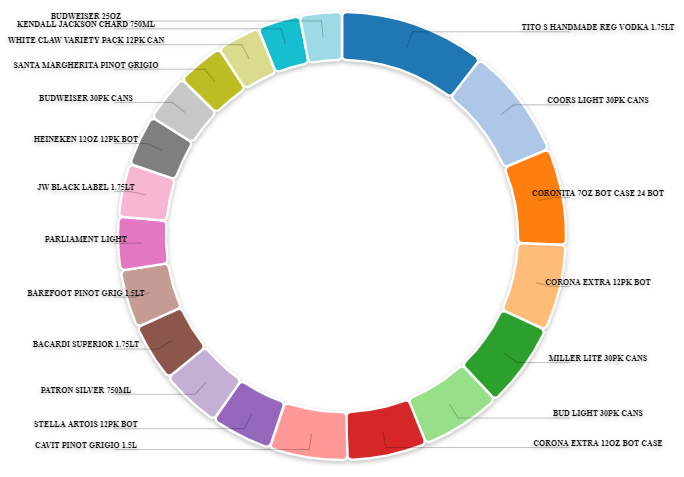 BUDWEISER 25OZ
KENDALL JACKSON CHARD 750ML
WHITE CLAW VARIETY PACK 12PK CAN
SANTA MARGHERITA PINOT GRIGIO
BUDWEISER 30PK CANS
HEINEKEN 12OZ 12PK BOT
JW BLACK LABEL 1.75LT
PARLIAMENT LIGHT
BAREFOOT PINOT GRIG 1.5LT
BACARDI SUPERIOR 1.75LT
PATRON SILVER 750ML
STELLA ARTOIS 12PK BOT
CAVIT PINOT GRIGIO 1.5L
TITO S HANDMADE REG VODKA 1.75LT
COORS LIGHT 30PK CANS
CORONITA 7OZ BOT CASE 24 BOT
CORONA EXTRA 12PK BOT
MILLER LITE 30PK CANS
BUD LIGHT 30PK CANS
CORONA EXTRA 12OZ BOT CASE